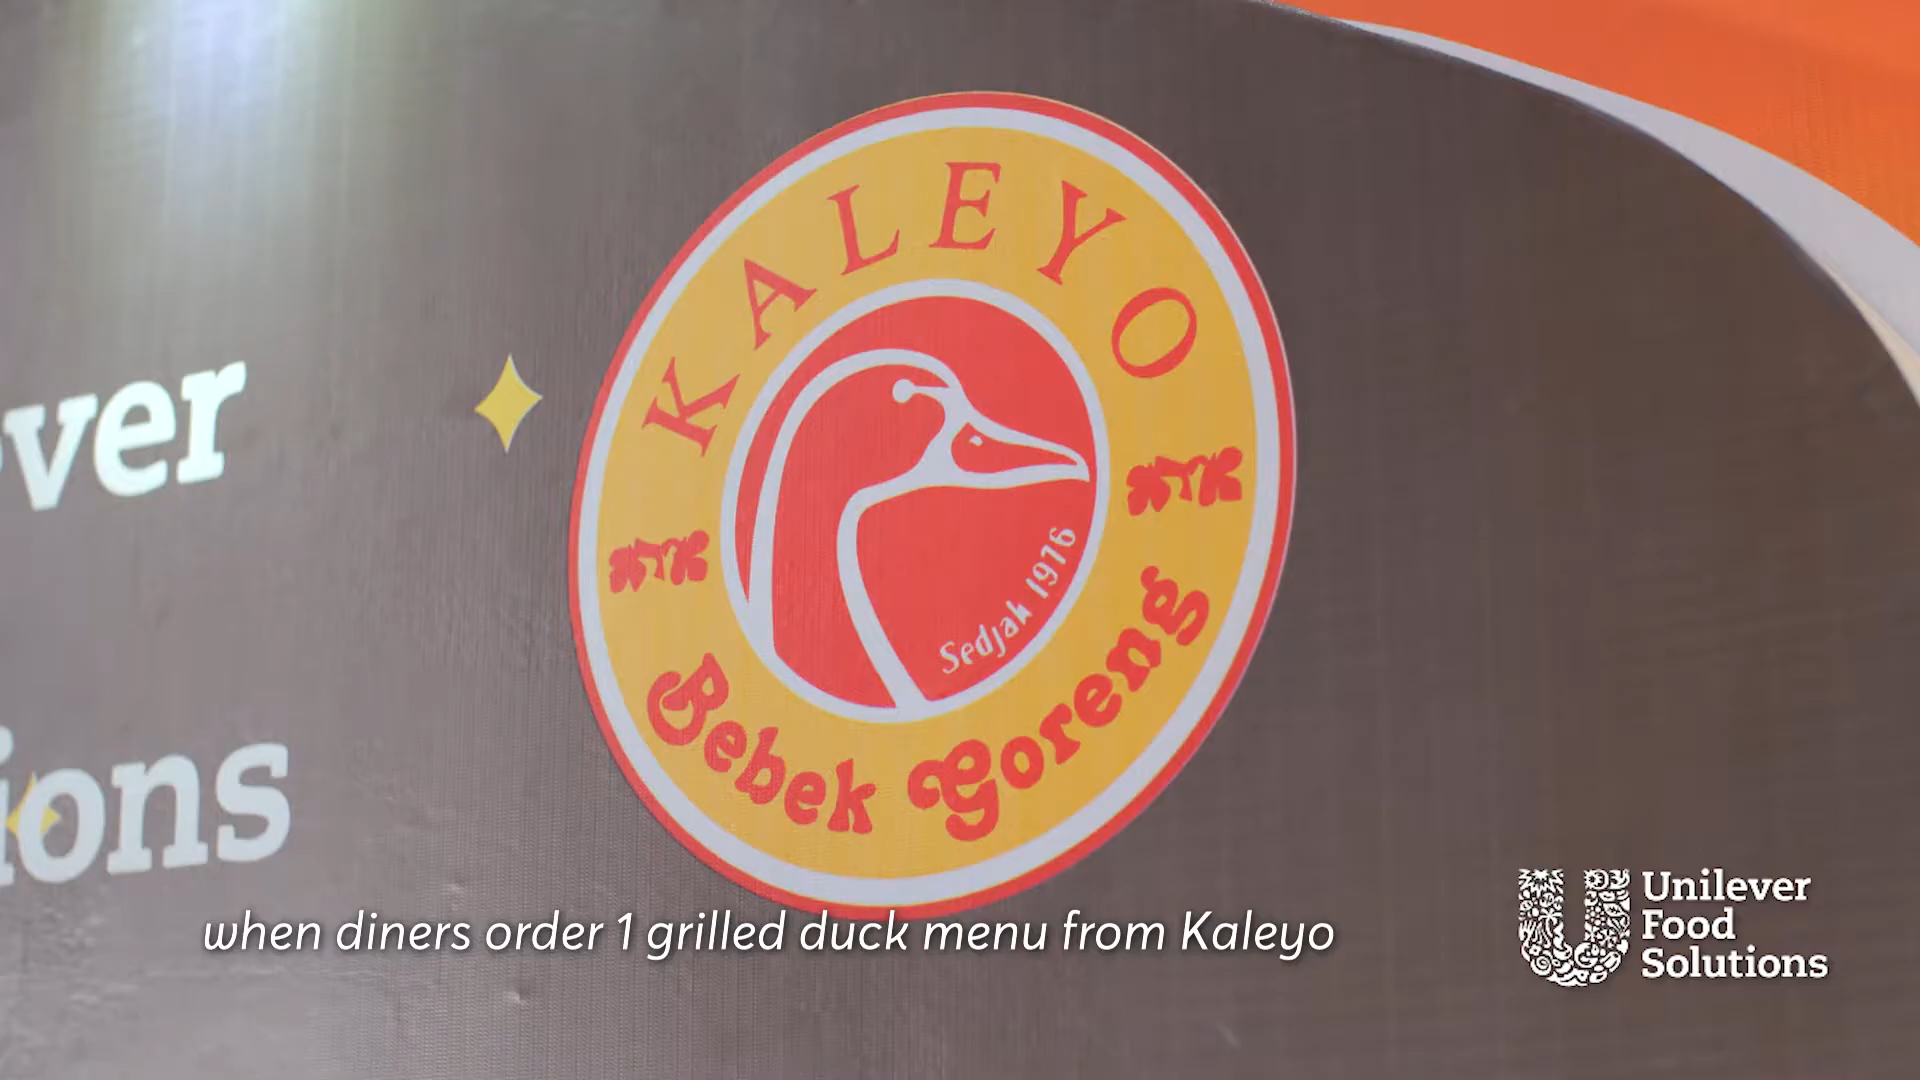 KALEYO
Sedjak 1976
Bebek Goreng
ver
ions
when diners order 1 grilled duck menu from Kaleyo
Unilever
Food
Solutions